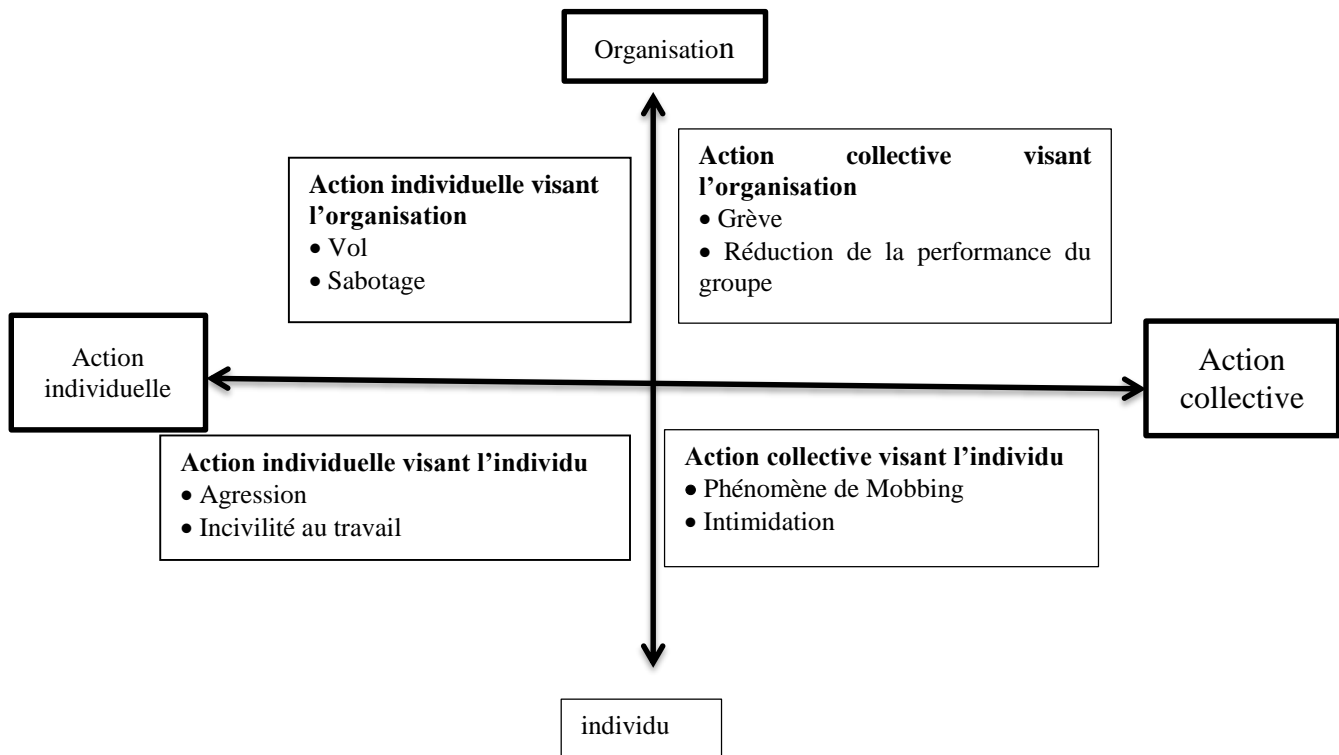 Organisation
Action individuelle visant
l’organisation
• Vol
• Sabotage
Action collective visant
l’organisation
• Grève
• Réduction de la performance du
groupe
Action
individuelle
Action
collective
Action individuelle visant l’individu
• Agression
• Incivilité au travail
Action collective visant l’individu
• Phénomène de Mobbing
• Intimidation
individu